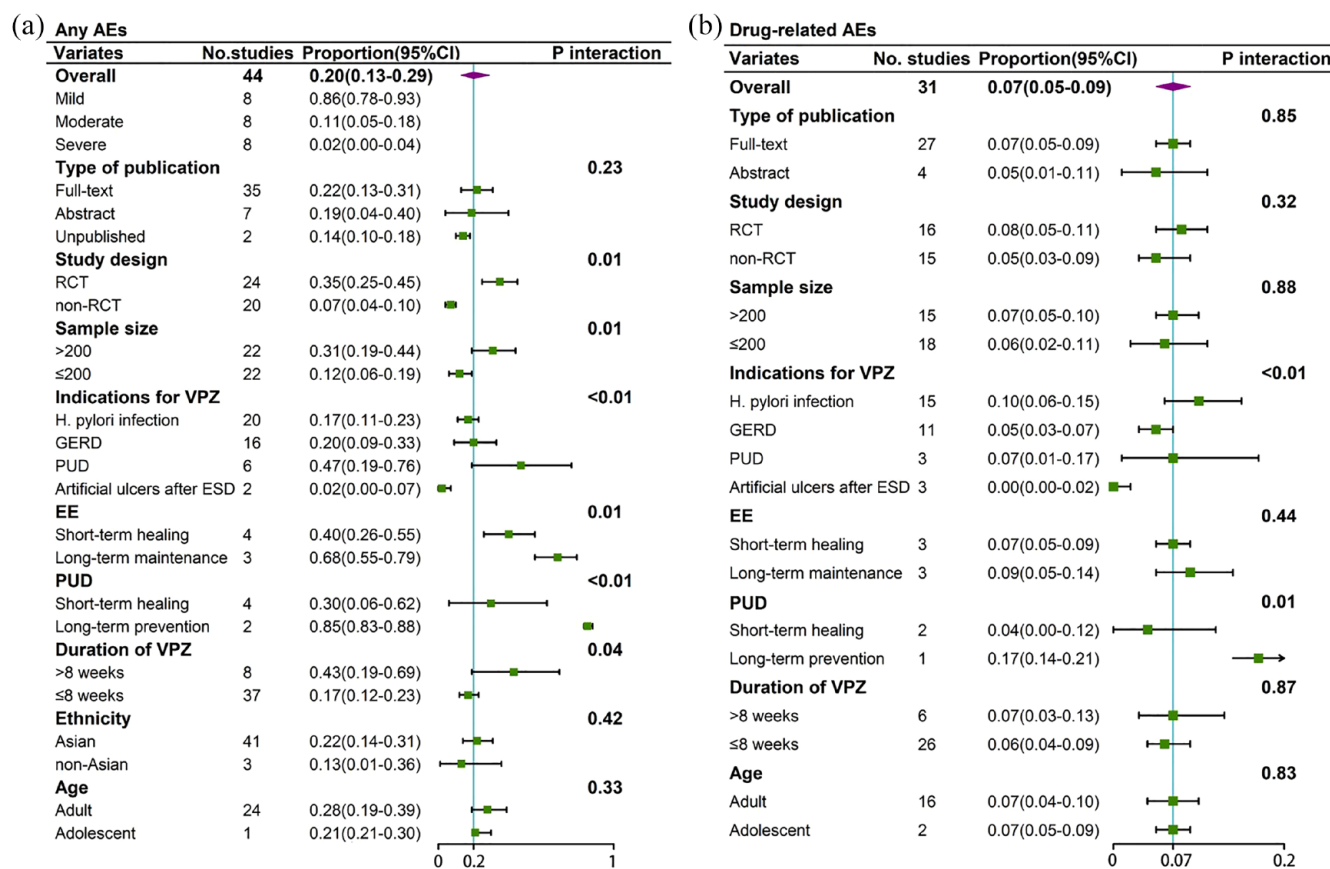 (a) Any AEs
Variates No.studies Proportion(95%CI) P interaction
Overall 44 0.20(0.13-0.29)
Mild 8 0.86(0.78-0.93)
Moderate 8 0.11(0.05-0.18)
Severe 8 0.02(0.00-0.04)
Type of publication 0.23
Full-text 35 0.22(0.13-0.31)
Abstract 7 0.19(0.04-0.40)
Unpublished 2 0.14(0.10-0.18)
Study design 0.01
RCT 24 0.35(0.25-0.45)
non-RCT 20 0.07(0.04-0.10)
Sample size 0.01
>200 22 0.31(0.19-0.44)
≤200 22 0.12(0.06-0.19)
Indications for VPZ <0.01
H. pylori infection 20 0.17(0.11-0.23)
GERD 16 0.20(0.09-0.33)
PUD 6 0.47(0.19-0.76)
Artificial ulcers after ESD 2 0.02(0.00-0.07)
EE 0.01
Short-term healing 4 0.40(0.26-0.55)
Long-term maintenance 3 0.68(0.55-0.79)
PUD <0.01
Short-term healing 4 0.30(0.06-0.62)
Long-term prevention 2 0.85(0.83-0.88)
Duration of VPZ 0.04
>8 weeks 8 0.43(0.19-0.69)
≤8 weeks 37 0.17(0.12-0.23)
Ethnicity 0.42
Asian 41 0.22(0.14-0.31)
non-Asian 3 0.13(0.01-0.36)
Age 0.33
Adult 24 0.28(0.19-0.39)
Adolescent 1 0.21(0.21-0.30)
0 0.2 1
(b) Drug-related AEs
Variates No. studies Proportion(95%CI) P interaction
Overall 31 0.07(0.05-0.09)
Type of publication 0.85
Full-text 27 0.07(0.05-0.09)
Abstract 4 0.05(0.01-0.11)
Study design 0.32
RCT 16 0.08(0.05-0.11)
non-RCT 15 0.05(0.03-0.09)
Sample size 0.88
>200 15 0.07(0.05-0.10)
≤200 18 0.06(0.02-0.11)
Indications for VPZ <0.01
H. pylori infection 15 0.10(0.06-0.15)
GERD 11 0.05(0.03-0.07)
PUD 3 0.07(0.01-0.17)
Artificial ulcers after ESD 3 0.00(0.00-0.02)
EE 0.44
Short-term healing 3 0.07(0.05-0.09)
Long-term maintenance 3 0.09(0.05-0.14)
PUD 0.01
Short-term healing 2 0.04(0.00-0.12)
Long-term prevention 1 0.17(0.14-0.21)
Duration of VPZ 0.87
>8 weeks 6 0.07(0.03-0.13)
≤8 weeks 26 0.06(0.04-0.09)
Age 0.83
Adult 16 0.07(0.04-0.10)
Adolescent 2 0.07(0.05-0.09)
0 0.07 0.2